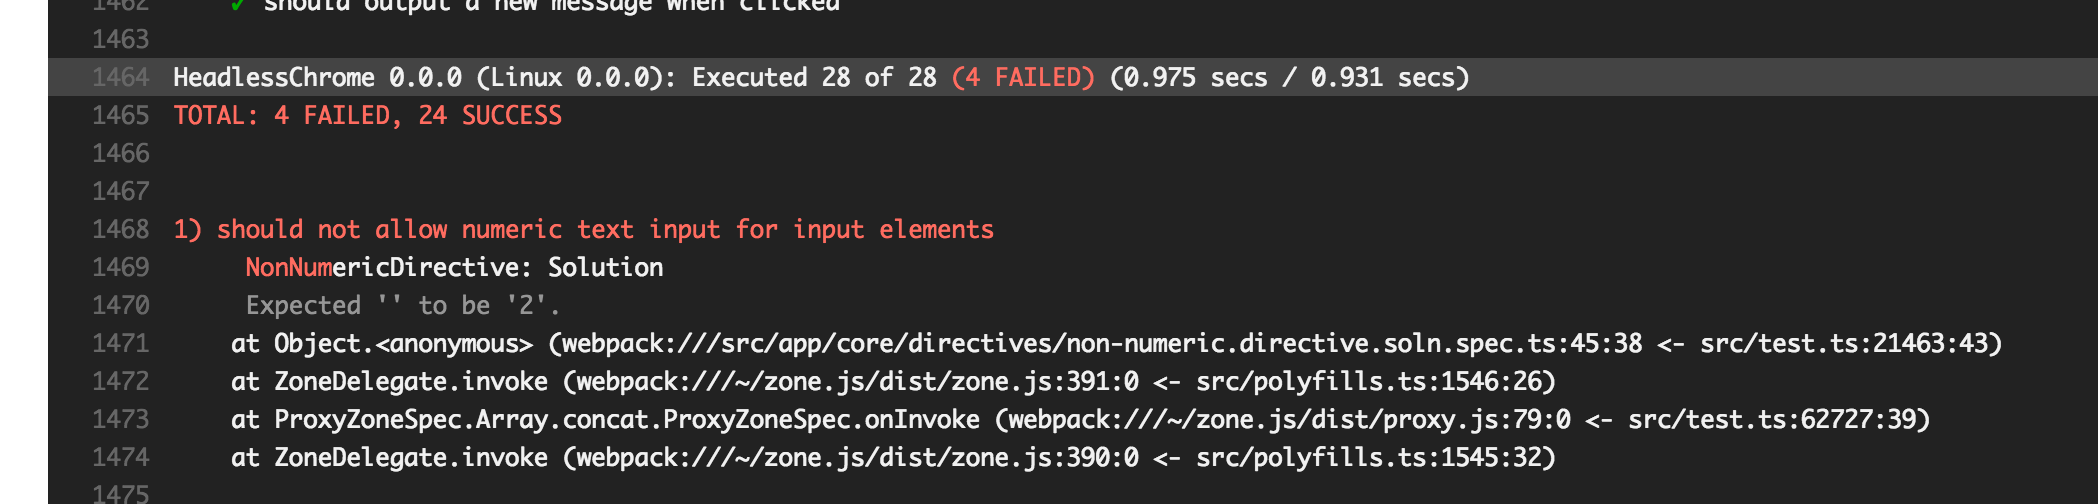 1462 ✓ should output a new message when clicked
1463
1464 HeadlessChrome 0.0.0 (Linux 0.0.0): Executed 28 of 28 (4 FAILED) (0.975 secs / 0.931 secs)
1465 TOTAL: 4 FAILED, 24 SUCCESS
1466
1467
1468 1) should not allow numeric text input for input elements
1469 NonNumericDirective: Solution
1470 Expected '' to be '2'.
1471 at Object.<anonymous> (webpack:///src/app/core/directives/non-numeric.directive.soln.spec.ts:45:38 <- src/test.ts:21463:43)
1472 at ZoneDelegate.invoke (webpack:///~/zone.js/dist/zone.js:391:0 <- src/polyfills.ts:1546:26)
1473 at ProxyZoneSpec.Array.concat.ProxyZoneSpec.onInvoke (webpack:///~/zone.js/dist/proxy.js:79:0 <- src/test.ts:62727:39)
1474 at ZoneDelegate.invoke (webpack:///~/zone.js/dist/zone.js:390:0 <- src/polyfills.ts:1545:32)
1475